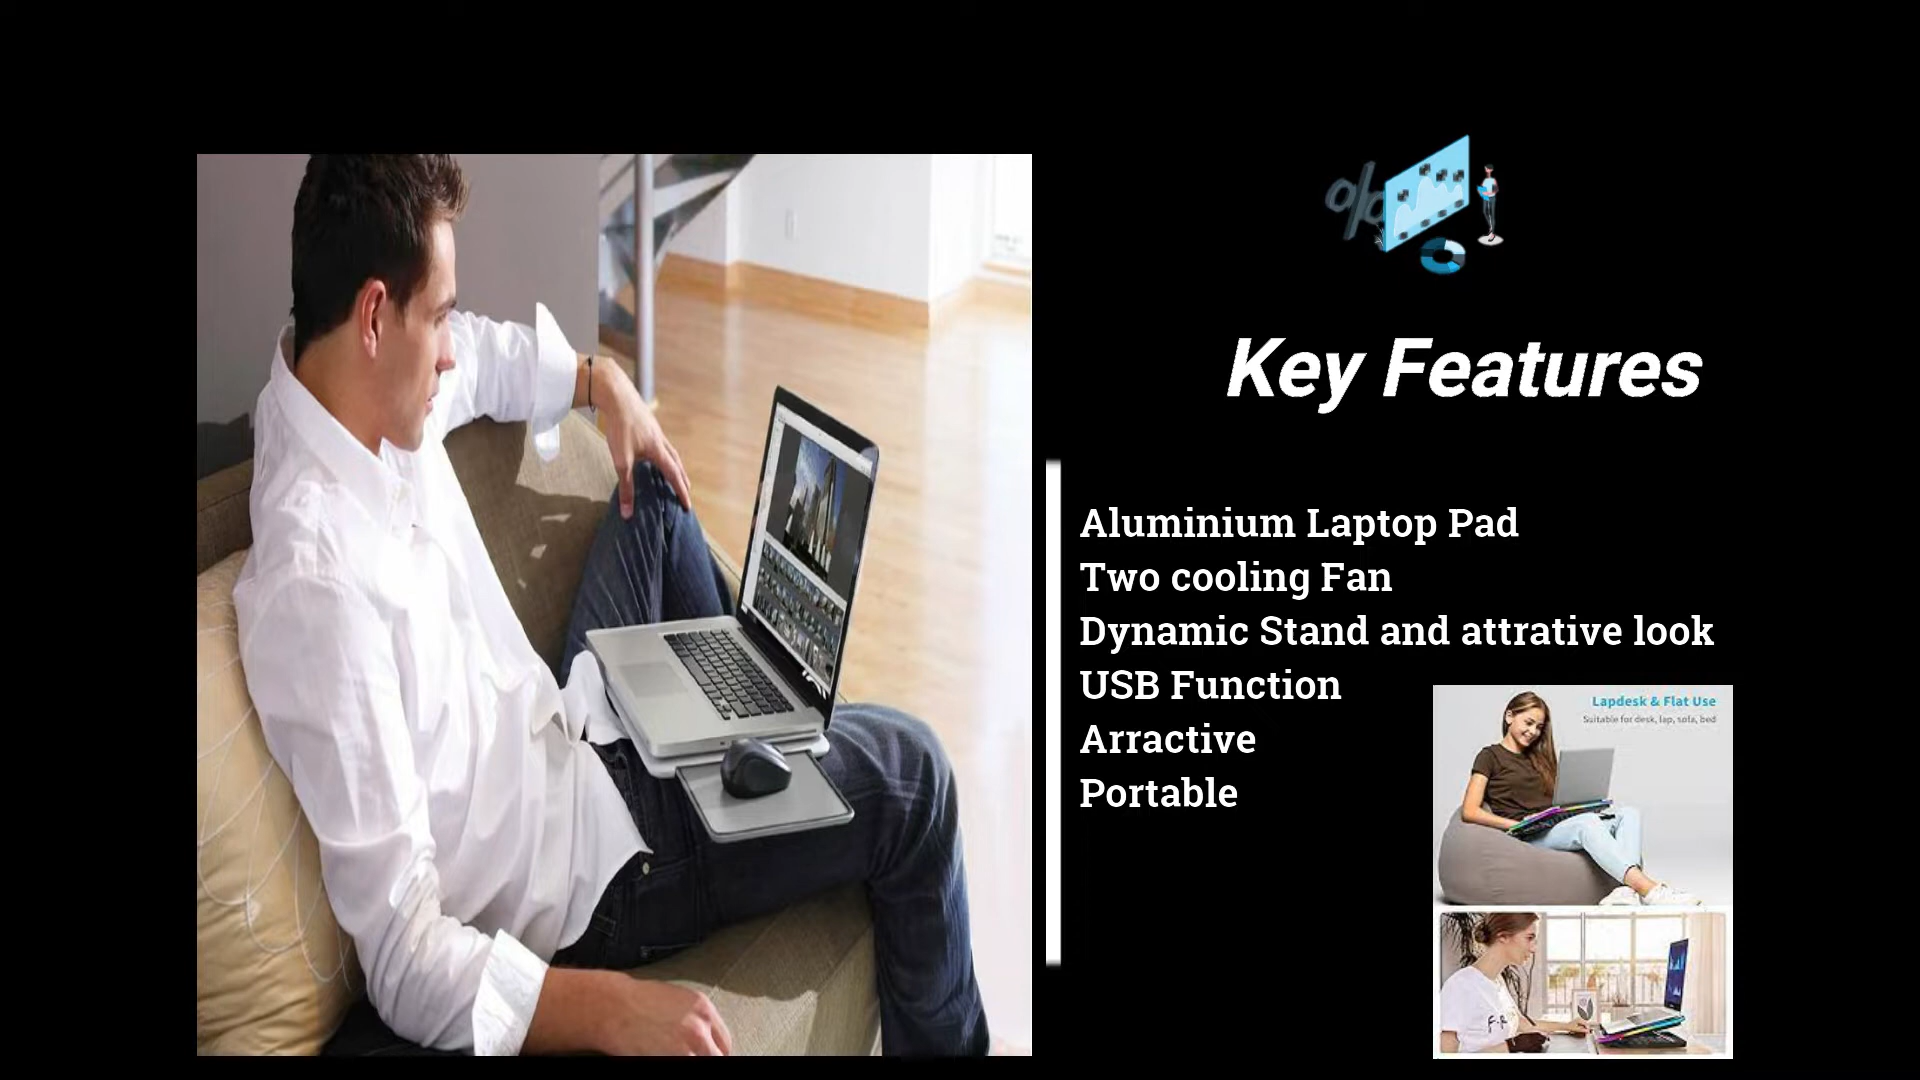 Key Features
Aluminium Laptop Pad
Two cooling Fan
Dynamic Stand and attrative look
USB Function
Arractive
Portable
Lapdesk & Flat Use
Suitable for desk, lap, sofa, bed